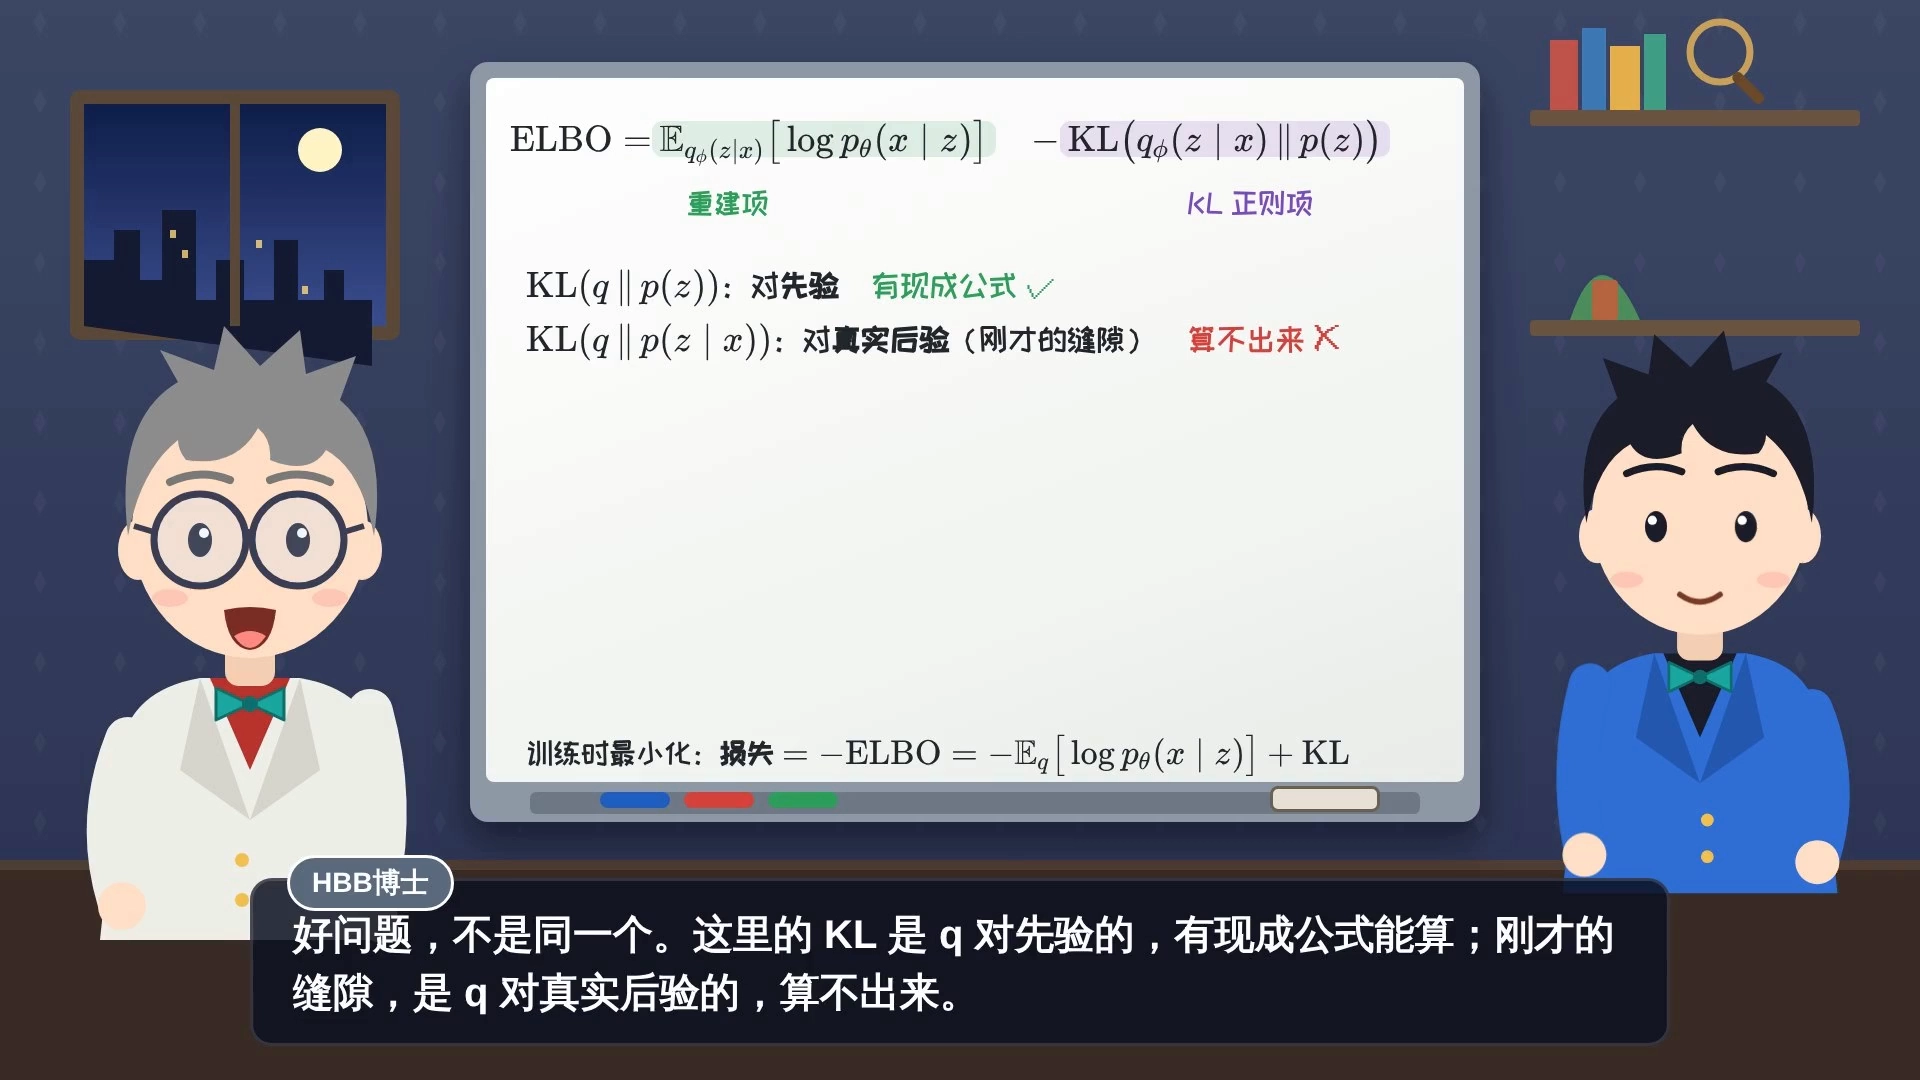 ELBO = 𝔼_{q_ϕ(z|x)}[log p_θ(x | z)] − KL(q_ϕ(z | x) ∥ p(z))
重建项 KL 正则项
KL(q ∥ p(z))：对先验 有现成公式 ✓
KL(q ∥ p(z | x))：对真实后验（刚才的缝隙） 算不出来 ✗
训练时最小化：损失 = −ELBO = −𝔼_q[log p_θ(x | z)] + KL
HBB博士
好问题，不是同一个。这里的 KL 是 q 对先验的，有现成公式能算；刚才的
缝隙，是 q 对真实后验的，算不出来。